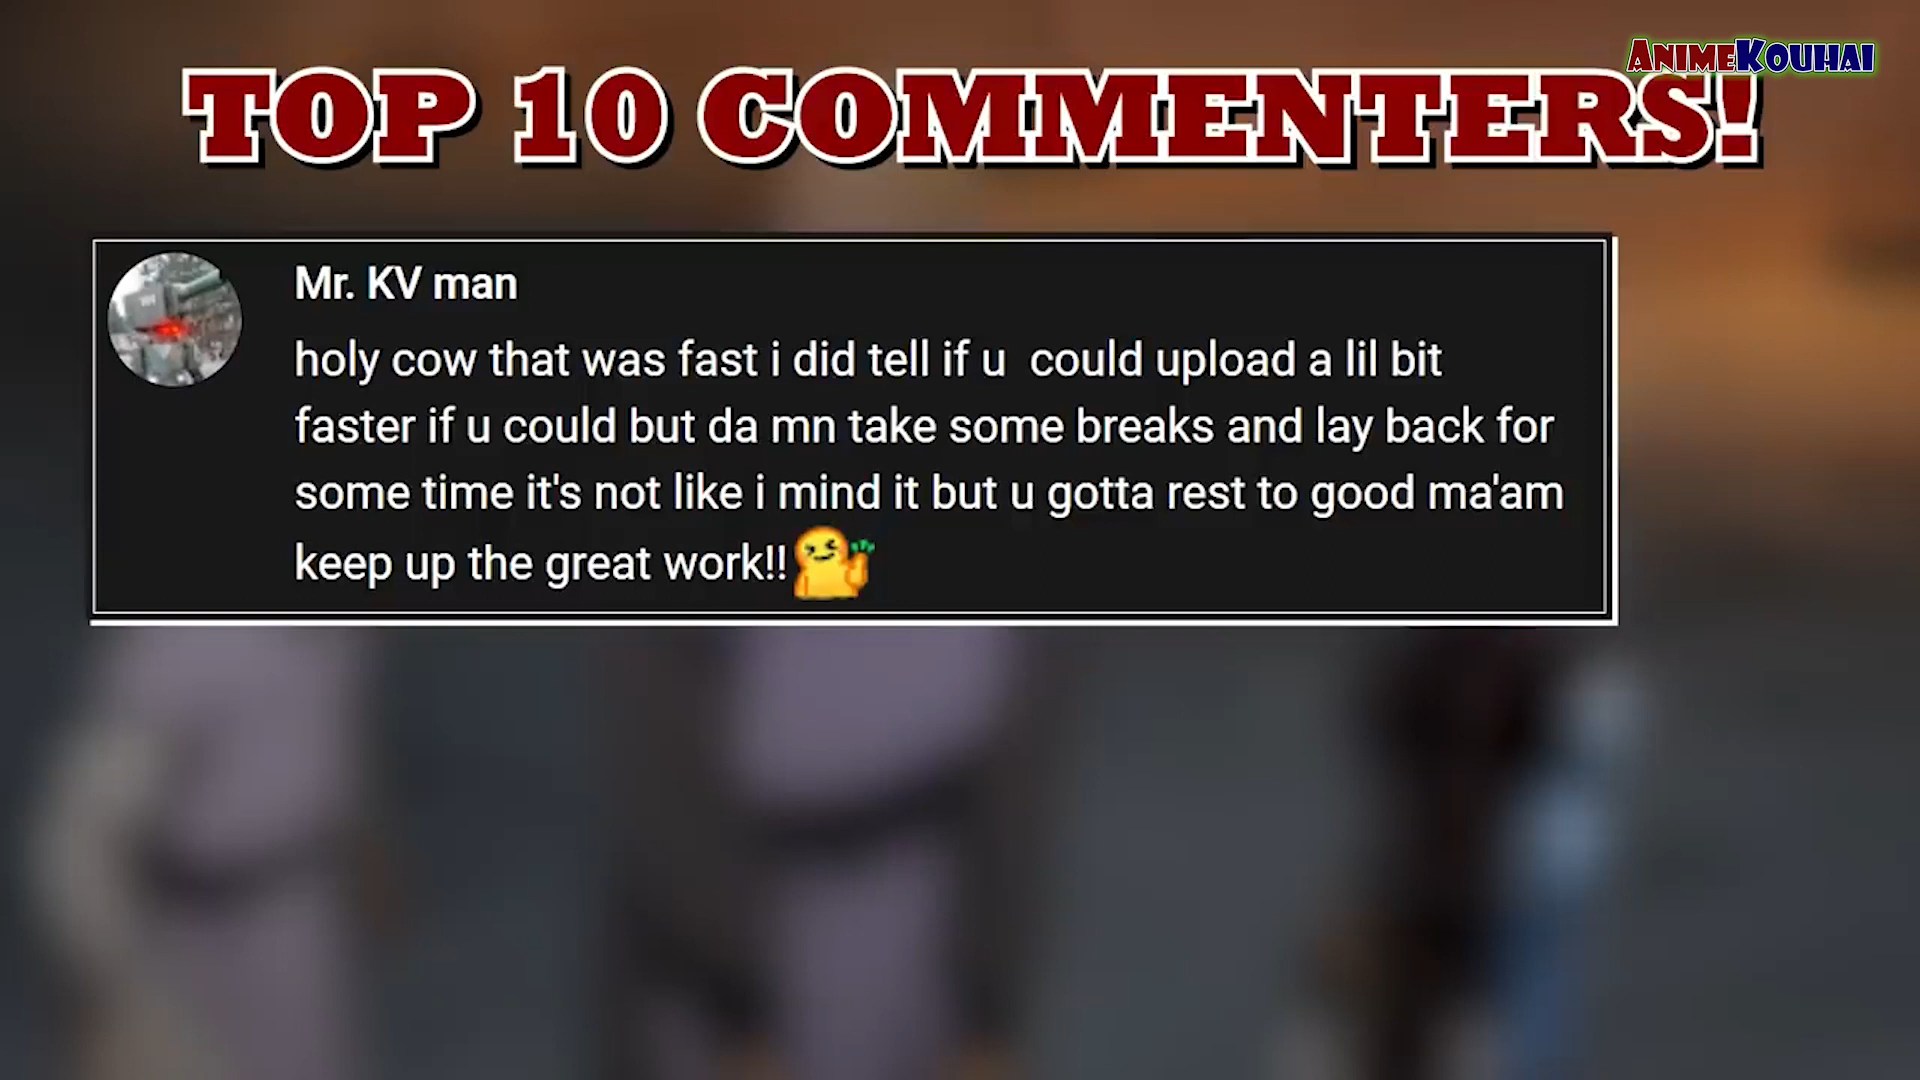 ANIMEKOUHAI
TOP 10 COMMENTERS!
Mr. KV man
holy cow that was fast i did tell if u  could upload a lil bit
faster if u could but da mn take some breaks and lay back for
some time it's not like i mind it but u gotta rest to good ma'am
keep up the great work!!